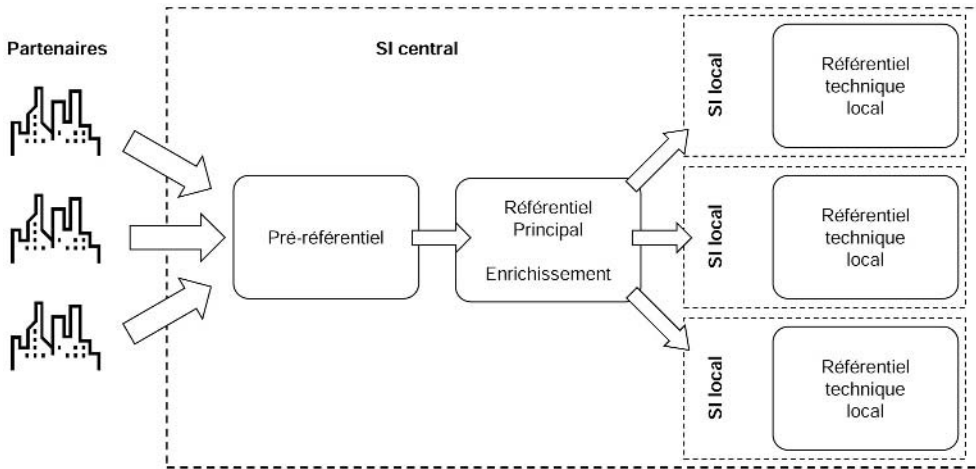 Partenaires
SI central
Pré-référentiel
Référentiel
Principal
Enrichissement
SI local
Référentiel
technique
local
SI local
Référentiel
technique
local
SI local
Référentiel
technique
local